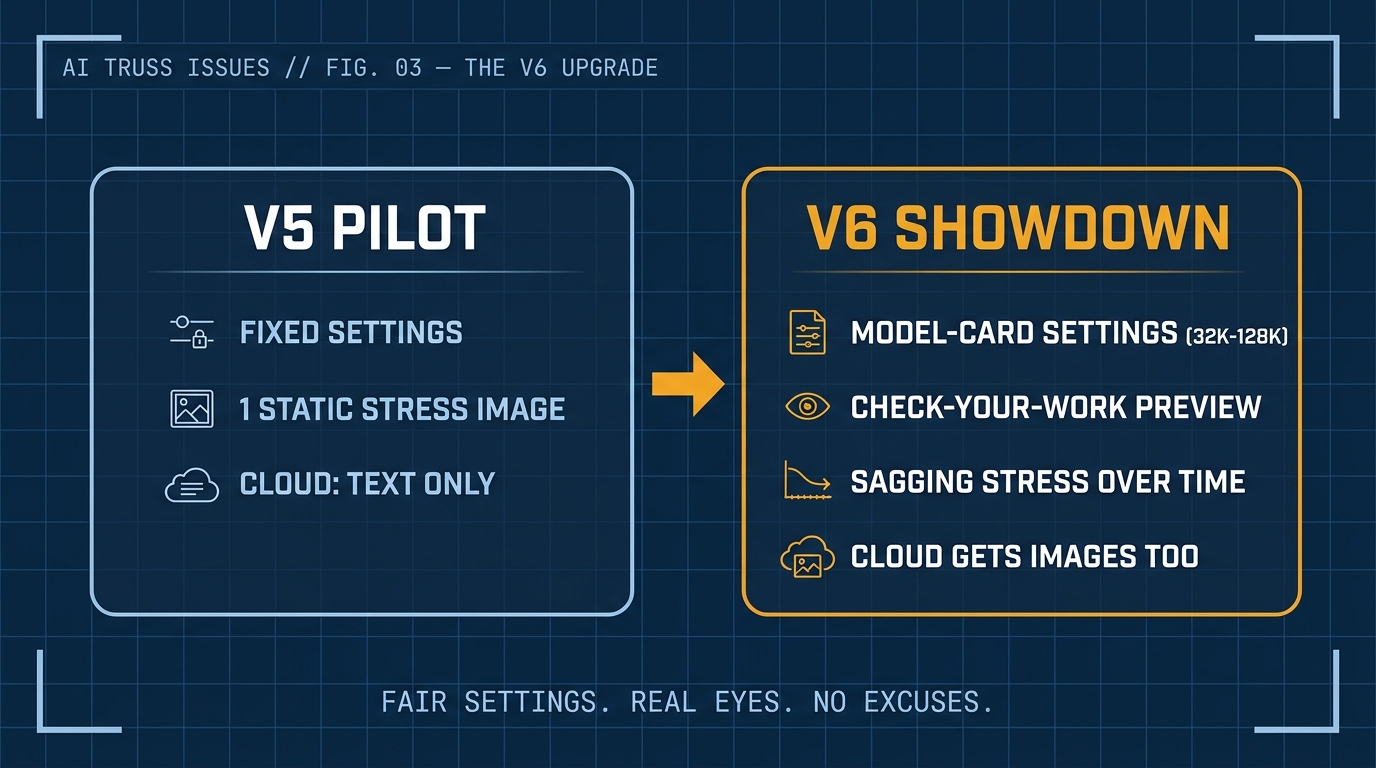 AI TRUSS ISSUES // FIG. 03 — THE V6 UPGRADE
V5 PILOT
FIXED SETTINGS
1 STATIC STRESS IMAGE
CLOUD: TEXT ONLY
V6 SHOWDOWN
MODEL-CARD SETTINGS (32K-128K)
CHECK-YOUR-WORK PREVIEW
SAGGING STRESS OVER TIME
CLOUD GETS IMAGES TOO
FAIR SETTINGS. REAL EYES. NO EXCUSES.